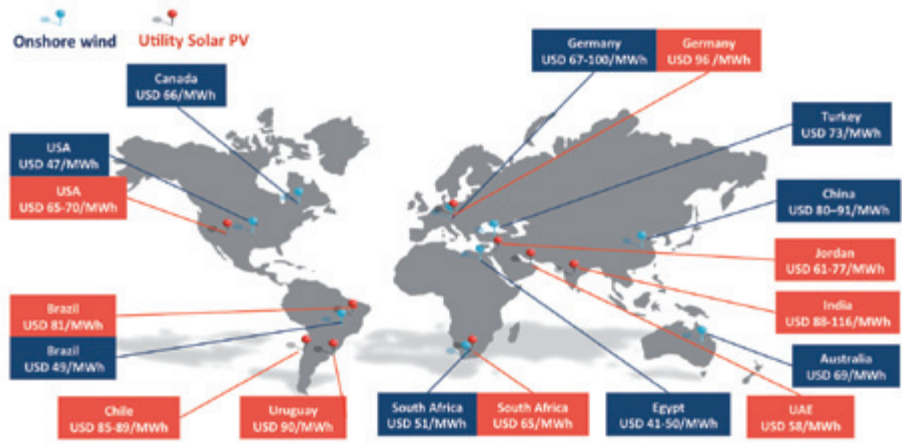 Onshore wind
Utility Solar PV
Germany
USD 67-100/MWh
Germany
USD 96 /MWh
Canada
USD 66/MWh
Turkey
USD 73/MWh
USA
USD 47/MWh
USA
USD 65-70/MWh
China
USD 80–91/MWh
Jordan
USD 61-77/MWh
Brazil
USD 81/MWh
India
USD 88-116/MWh
Brazil
USD 49/MWh
Australia
USD 69/MWh
Chile
USD 85-89/MWh
Uruguay
USD 90/MWh
South Africa
USD 51/MWh
South Africa
USD 65/MWh
Egypt
USD 41-50/MWh
UAE
USD 58/MWh